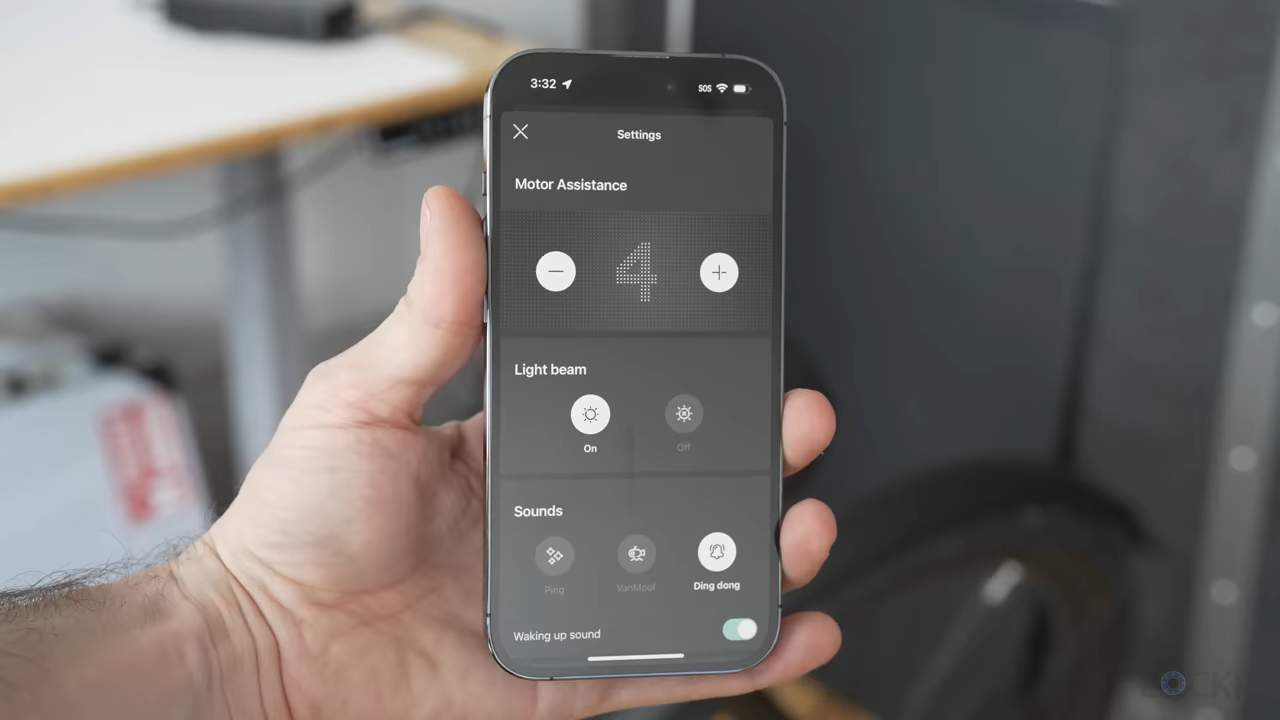 3:32
SOS
Settings
Motor Assistance
4
Light beam
On
Off
Sounds
Ping
VanMoof
Ding dong
Waking up sound